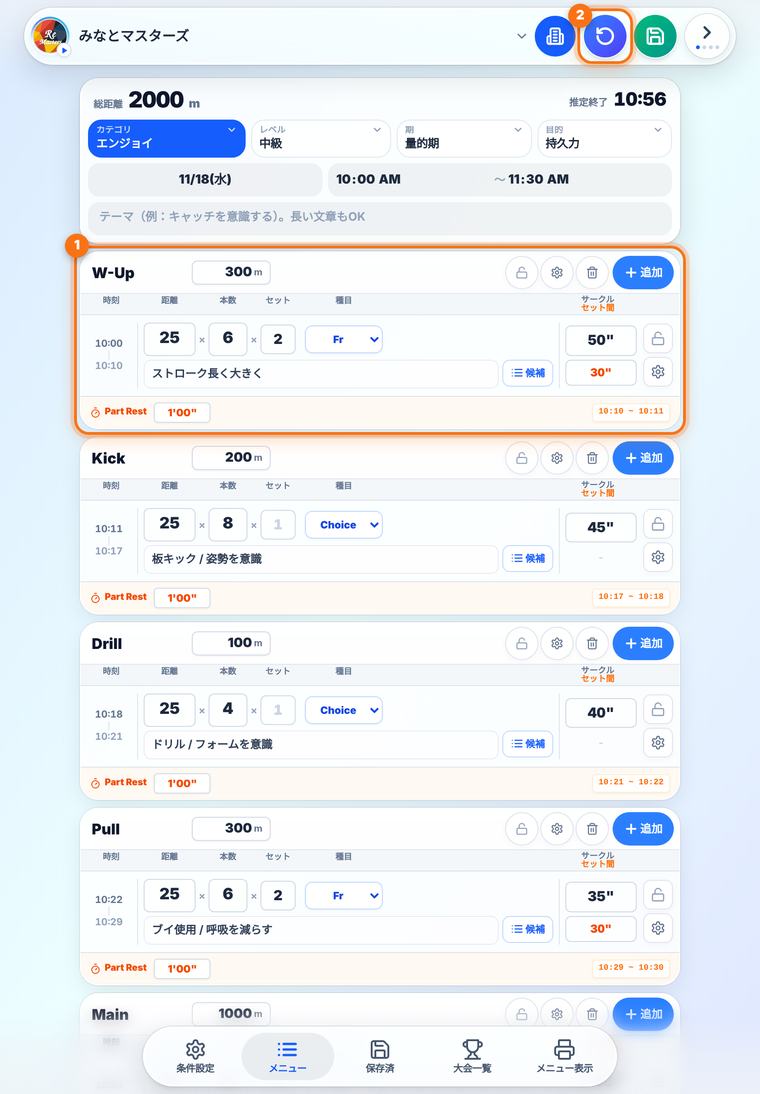 Re
Master
みなとマスターズ
2
総距離 2000 m 推定終了 10:56
カテゴリ エンジョイ
レベル 中級
期 量的期
目的 持久力
11/18(水) 10:00 AM ～ 11:30 AM
テーマ（例：キャッチを意識する）。長い文章もOK
1
W-Up 300 m ＋ 追加
時刻 距離 本数 セット 種目 サークル
セット間
10:00 25 × 6 × 2 Fr 50"
10:10 ストローク長く大きく 候補 30"
Part Rest 1'00" 10:10 ~ 10:11
Kick 200 m ＋ 追加
時刻 距離 本数 セット 種目 サークル
セット間
10:11 25 × 8 × 1 Choice 45"
10:17 板キック / 姿勢を意識 候補 -
Part Rest 1'00" 10:17 ~ 10:18
Drill 100 m ＋ 追加
時刻 距離 本数 セット 種目 サークル
セット間
10:18 25 × 4 × 1 Choice 40"
10:21 ドリル / フォームを意識 候補 -
Part Rest 1'00" 10:21 ~ 10:22
Pull 300 m ＋ 追加
時刻 距離 本数 セット 種目 サークル
セット間
10:22 25 × 6 × 2 Fr 35"
10:29 ブイ使用 / 呼吸を減らす 候補 30"
Part Rest 1'00" 10:29 ~ 10:30
Main 1000 m ＋ 追加
時刻
条件設定 メニュー 保存済 大会一覧 メニュー表示